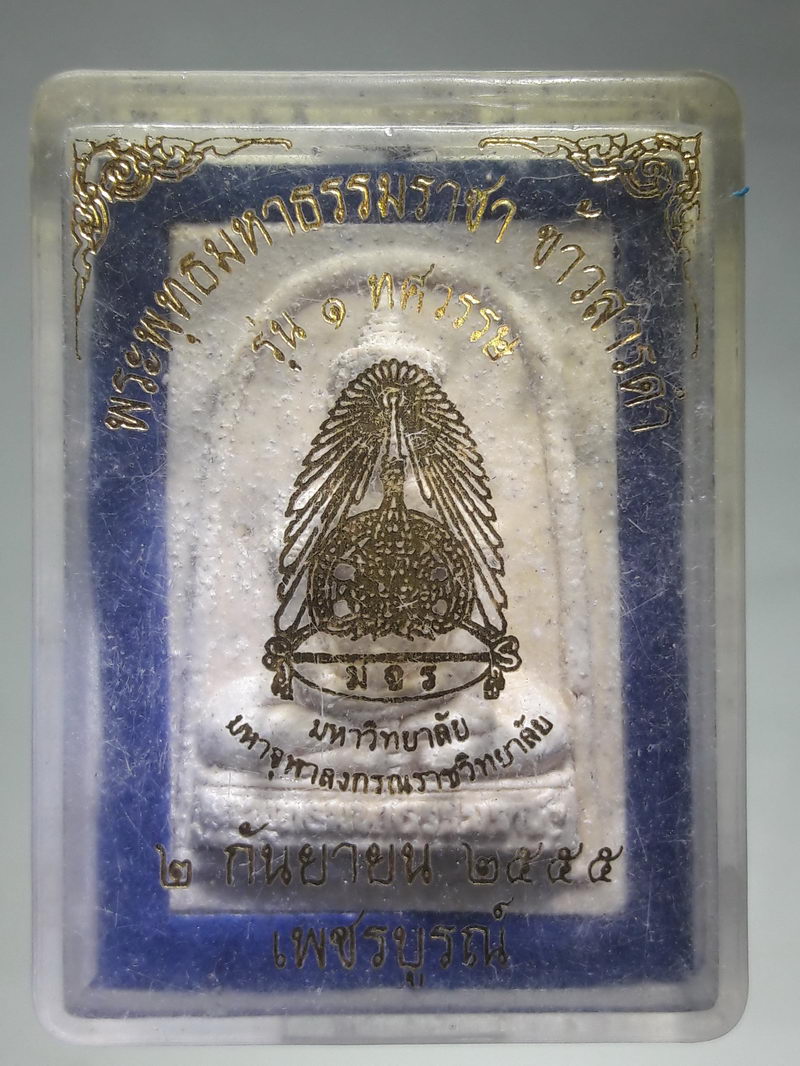 พระพุทธมหาธรรมราชา ข้าวสารดำ
รุ่น ๑ ทศวรรษ
มจร
มหาวิทยาลัย
มหาจุฬาลงกรณราชวิทยาลัย
๒ กันยายน ๒๕๕๕
เพชรบูรณ์